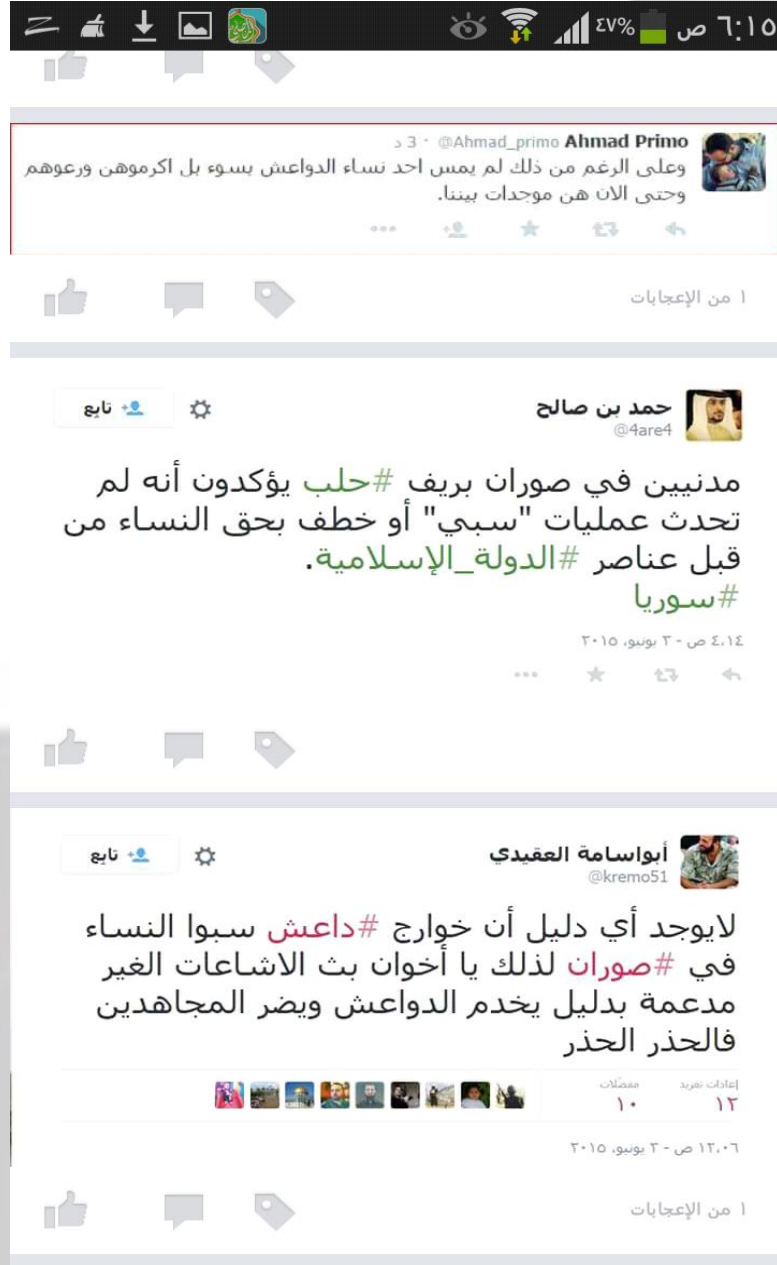 ٦:١٥ ص ٤٧%
Ahmad Primo @Ahmad_primo · 3 د
وعلى الرغم من ذلك لم يمس احد نساء الدواعش بسوء بل اكرموهن ورعوهم
وحتى الان هن موجدات بيننا.
١ من الإعجابات
حمد بن صالح
تابع
@4are4
مدنيين في صوران بريف #حلب يؤكدون أنه لم
تحدث عمليات "سبي" أو خطف بحق النساء من
قبل عناصر #الدولة_الإسلامية.
#سوريا
٤،١٤ ص - ٣ يونيو، ٢٠١٥
أبواسامة العقيدي
تابع
@kremo51
لايوجد أي دليل أن خوارج #داعش سبوا النساء
في #صوران لذلك يا أخوان بث الاشاعات الغير
مدعمة بدليل يخدم الدواعش ويضر المجاهدين
فالحذر الحذر
إعادات تغريد مفضّلات
١٢ ١٠
١٢،٠٦ ص - ٣ يونيو، ٢٠١٥
١ من الإعجابات